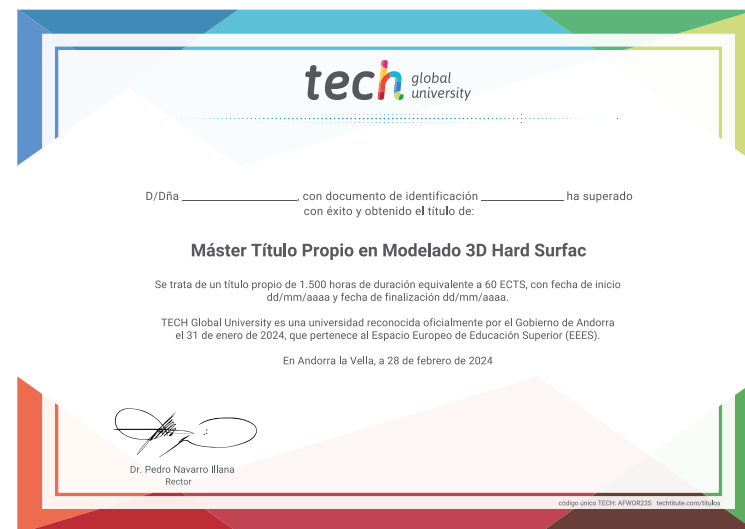 tech global university
D/Dña ____________________, con documento de identificación ______________ ha superado
con éxito y obtenido el título de:
Máster Título Propio en Modelado 3D Hard Surfac
Se trata de un título propio de 1.500 horas de duración equivalente a 60 ECTS, con fecha de inicio
dd/mm/aaaa y fecha de finalización dd/mm/aaaa.
TECH Global University es una universidad reconocida oficialmente por el Gobierno de Andorra
el 31 de enero de 2024, que pertenece al Espacio Europeo de Educación Superior (EEES).
En Andorra la Vella, a 28 de febrero de 2024
Dr. Pedro Navarro Illana
Rector
código único TECH: AFWOR23S techtitute.com/titulos